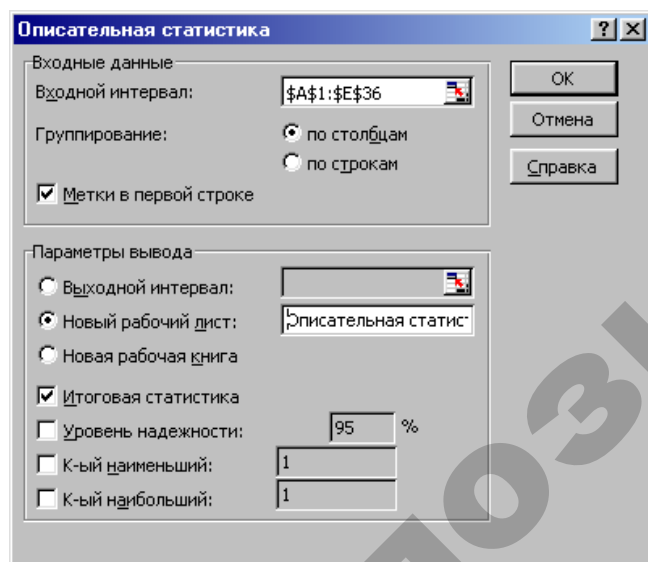 Описательная статистика
Входные данные
Входной интервал: $A$1:$E$36
ОК
Группирование: по столбцам
Отмена
по строкам
Справка
Метки в первой строке
Параметры вывода
Выходной интервал:
Новый рабочий лист: Описательная статис
Новая рабочая книга
Итоговая статистика
Уровень надежности: 95 %
К-ый наименьший: 1
К-ый наибольший: 1